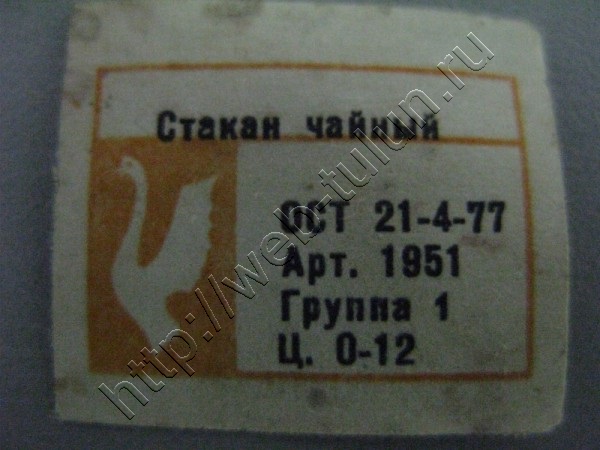 Стакан чайный
ОСТ 21-4-77
Арт. 1951
Группа 1
Ц. 0-12
http://web-tulun.ru